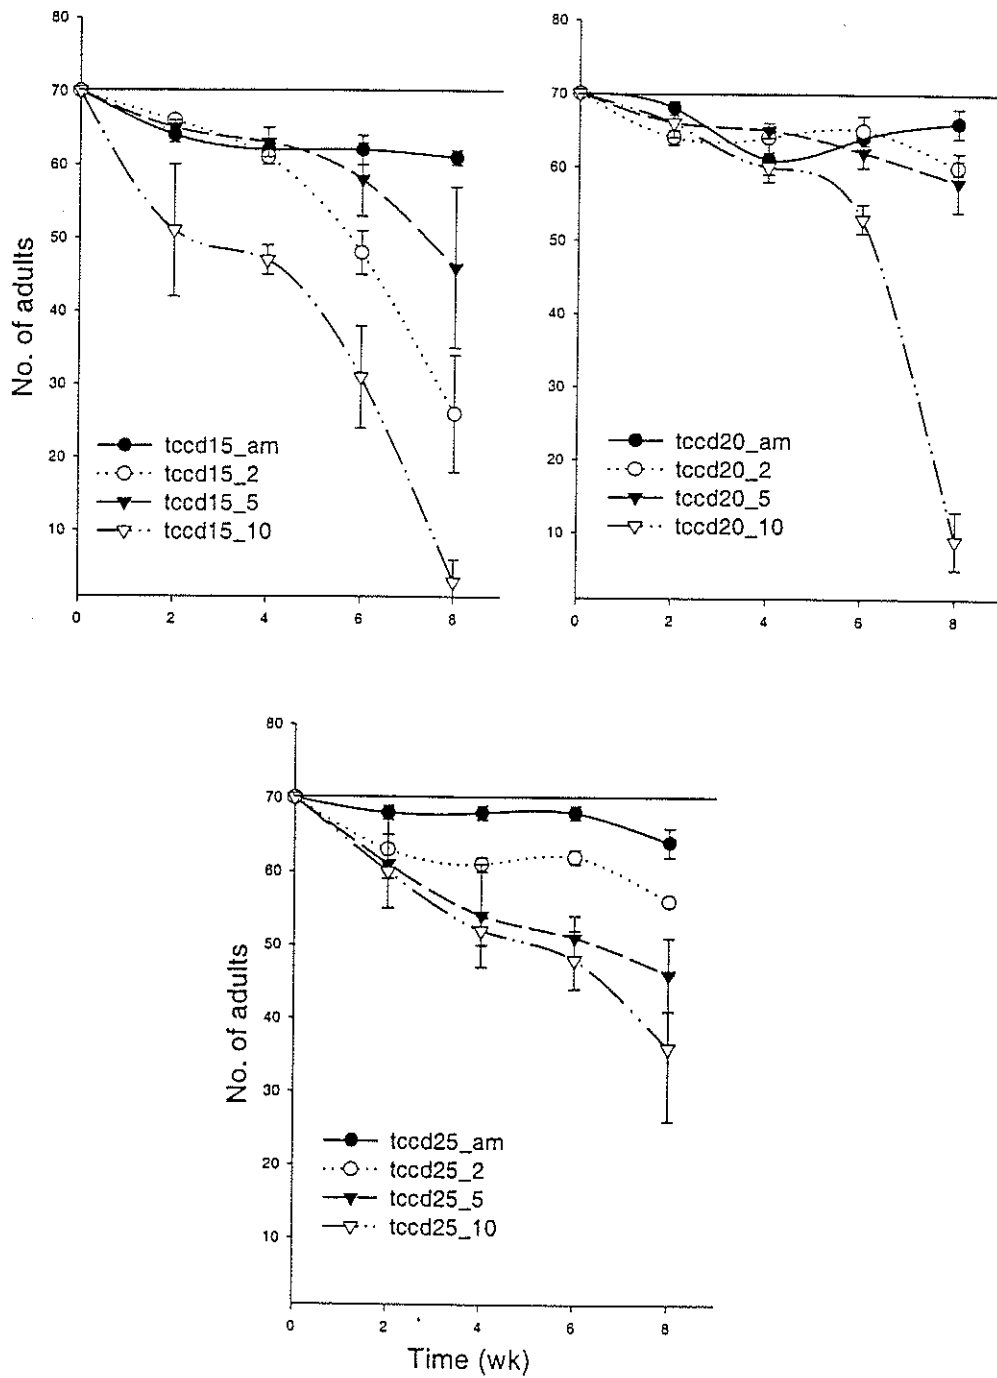 80
70
60
50
40
30
20
10
No. of adults
tccd15_am
tccd15_2
tccd15_5
tccd15_10
0 2 4 6 8
80
70
60
50
40
30
20
10
tccd20_am
tccd20_2
tccd20_5
tccd20_10
0 2 4 6 8
80
70
60
50
40
30
20
10
No. of adults
tccd25_am
tccd25_2
tccd25_5
tccd25_10
0 2 4 6 8
Time (wk)